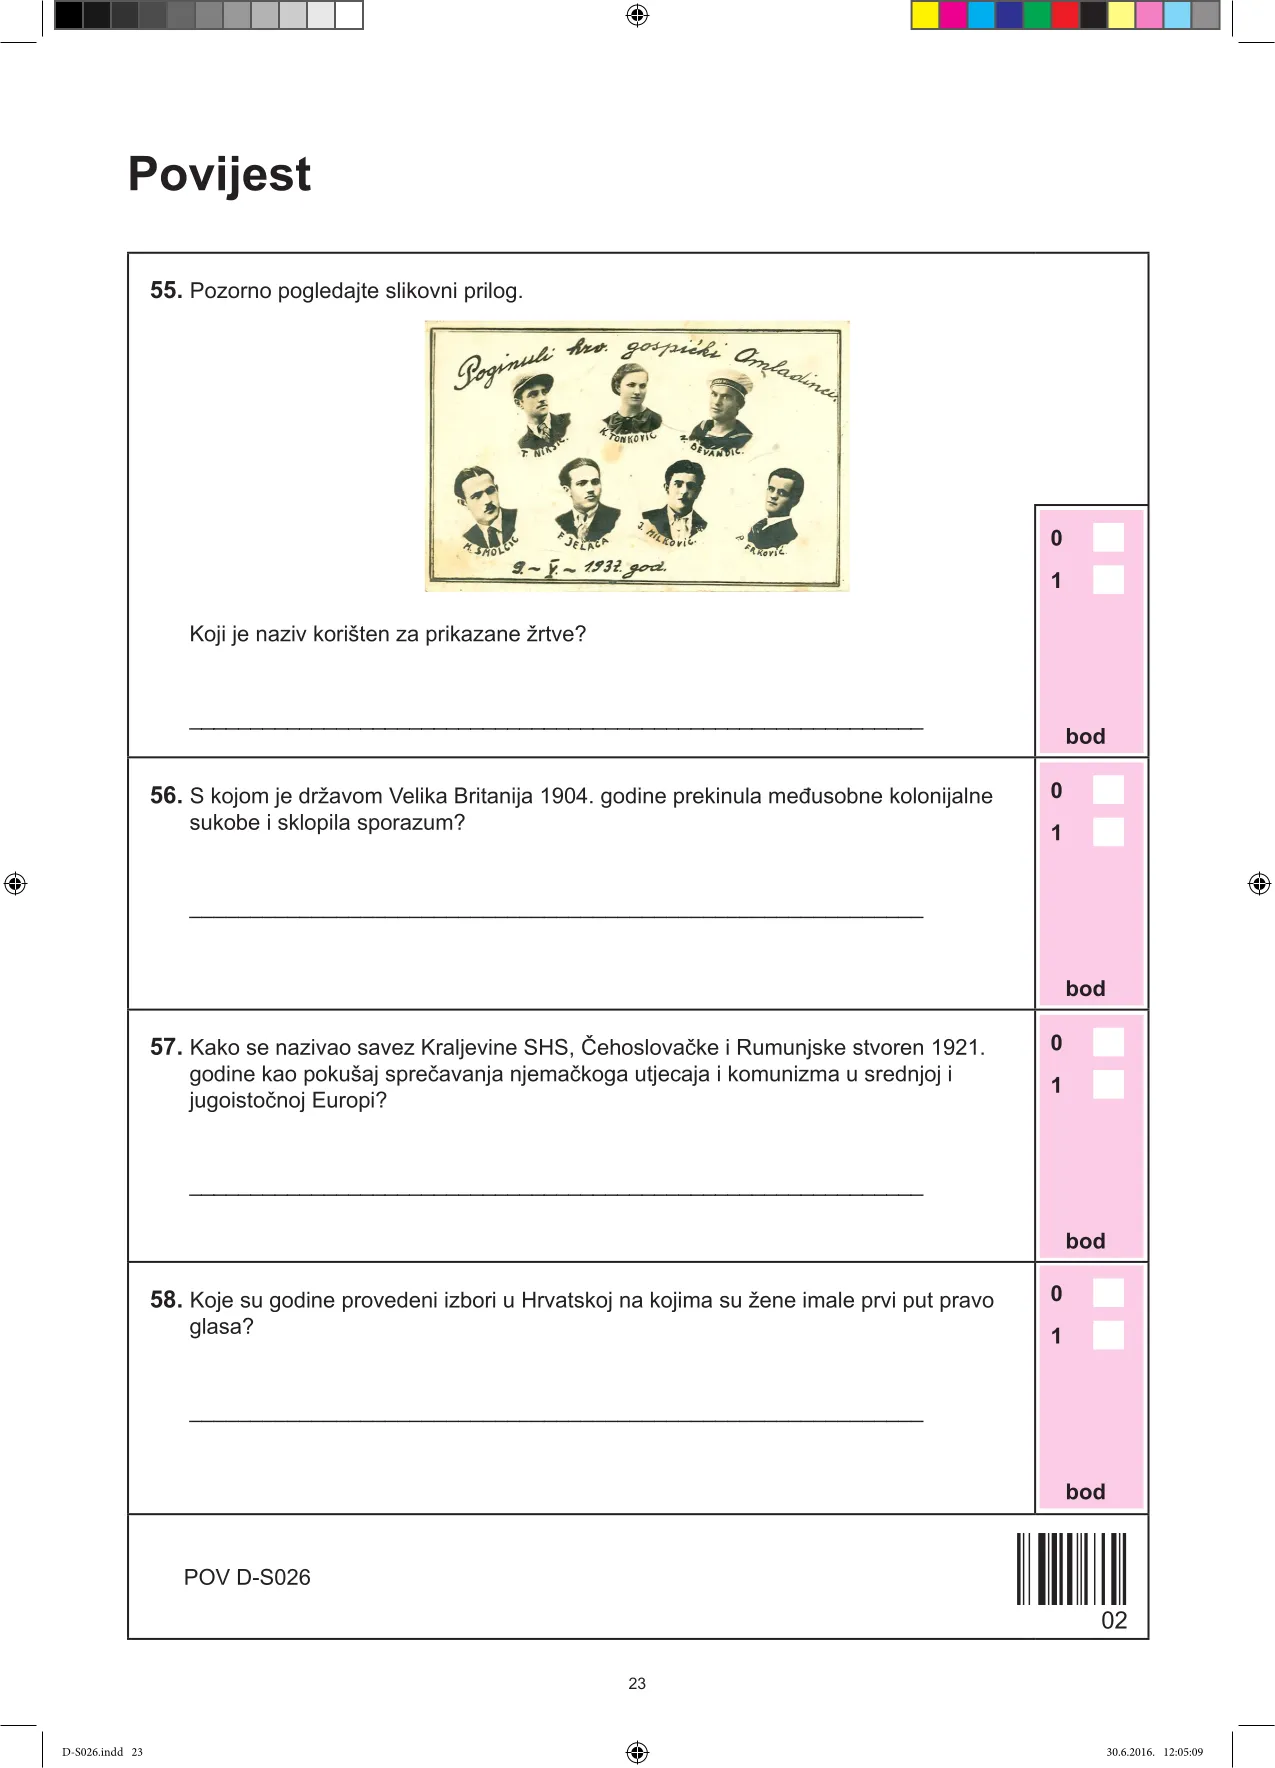 Povijest
55. Pozorno pogledajte slikovni prilog.
Poginuli hrv. gospićki Omladinci.
T. NIKŠIĆ.
K. TONKOVIĆ
N. DEVANDIĆ.
M. SMOLČIĆ
F. JELAČA
J. MILKOVIĆ.
P. FRKOVIĆ.
9. ~ V. ~ 1937. god.
Koji je naziv korišten za prikazane žrtve?
0
1
bod
56. S kojom je državom Velika Britanija 1904. godine prekinula međusobne kolonijalne
sukobe i sklopila sporazum?
0
1
bod
57. Kako se nazivao savez Kraljevine SHS, Čehoslovačke i Rumunjske stvoren 1921.
godine kao pokušaj sprečavanja njemačkoga utjecaja i komunizma u srednjoj i
jugoistočnoj Europi?
0
1
bod
58. Koje su godine provedeni izbori u Hrvatskoj na kojima su žene imale prvi put pravo
glasa?
0
1
bod
POV D-S026
02
23
D-S026.indd 23
30.6.2016. 12:05:09